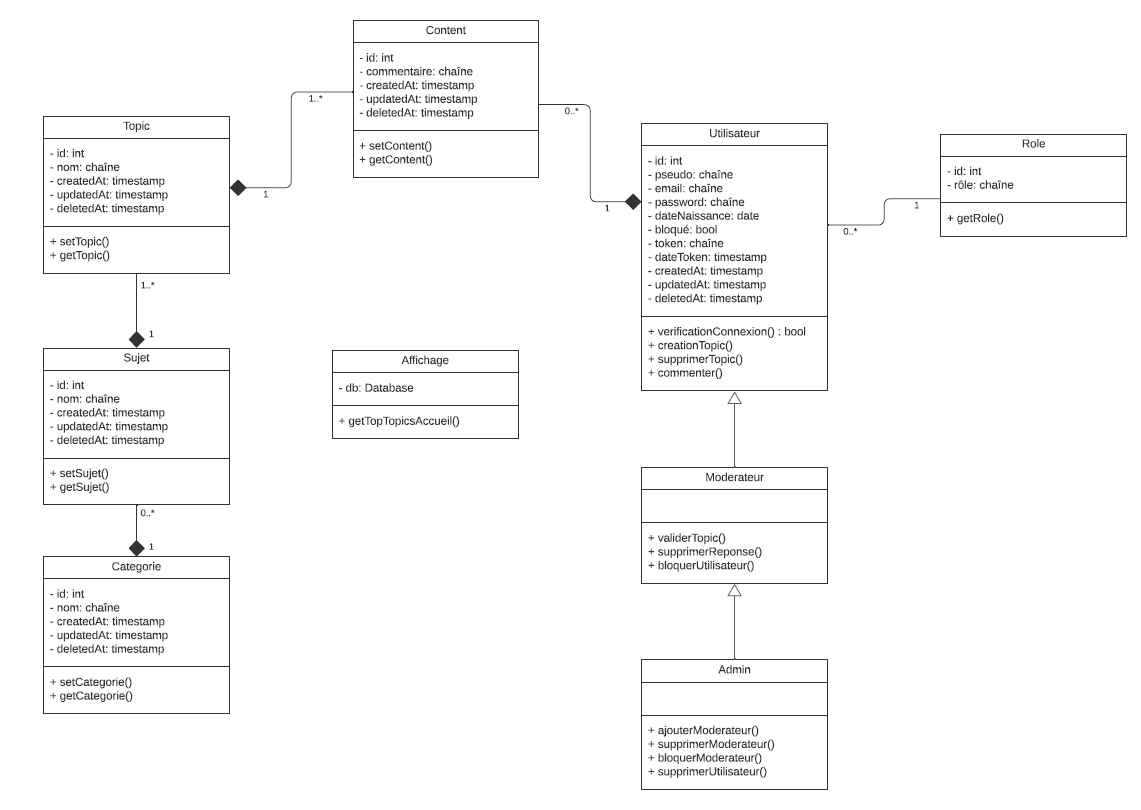 Content
- id: int
- commentaire: chaîne
- createdAt: timestamp
- updatedAt: timestamp
- deletedAt: timestamp
+ setContent()
+ getContent()
1..*
1
0..*
1
Topic
- id: int
- nom: chaîne
- createdAt: timestamp
- updatedAt: timestamp
- deletedAt: timestamp
+ setTopic()
+ getTopic()
1..*
1
Utilisateur
- id: int
- pseudo: chaîne
- email: chaîne
- password: chaîne
- dateNaissance: date
- bloqué: bool
- token: chaîne
- dateToken: timestamp
- createdAt: timestamp
- updatedAt: timestamp
- deletedAt: timestamp
+ verificationConnexion() : bool
+ creationTopic()
+ supprimerTopic()
+ commenter()
0..*
1
Role
- id: int
- rôle: chaîne
+ getRole()
Sujet
- id: int
- nom: chaîne
- createdAt: timestamp
- updatedAt: timestamp
- deletedAt: timestamp
+ setSujet()
+ getSujet()
0..*
1
Affichage
- db: Database
+ getTopTopicsAccueil()
Moderateur
+ validerTopic()
+ supprimerReponse()
+ bloquerUtilisateur()
Categorie
- id: int
- nom: chaîne
- createdAt: timestamp
- updatedAt: timestamp
- deletedAt: timestamp
+ setCategorie()
+ getCategorie()
Admin
+ ajouterModerateur()
+ supprimerModerateur()
+ bloquerModerateur()
+ supprimerUtilisateur()